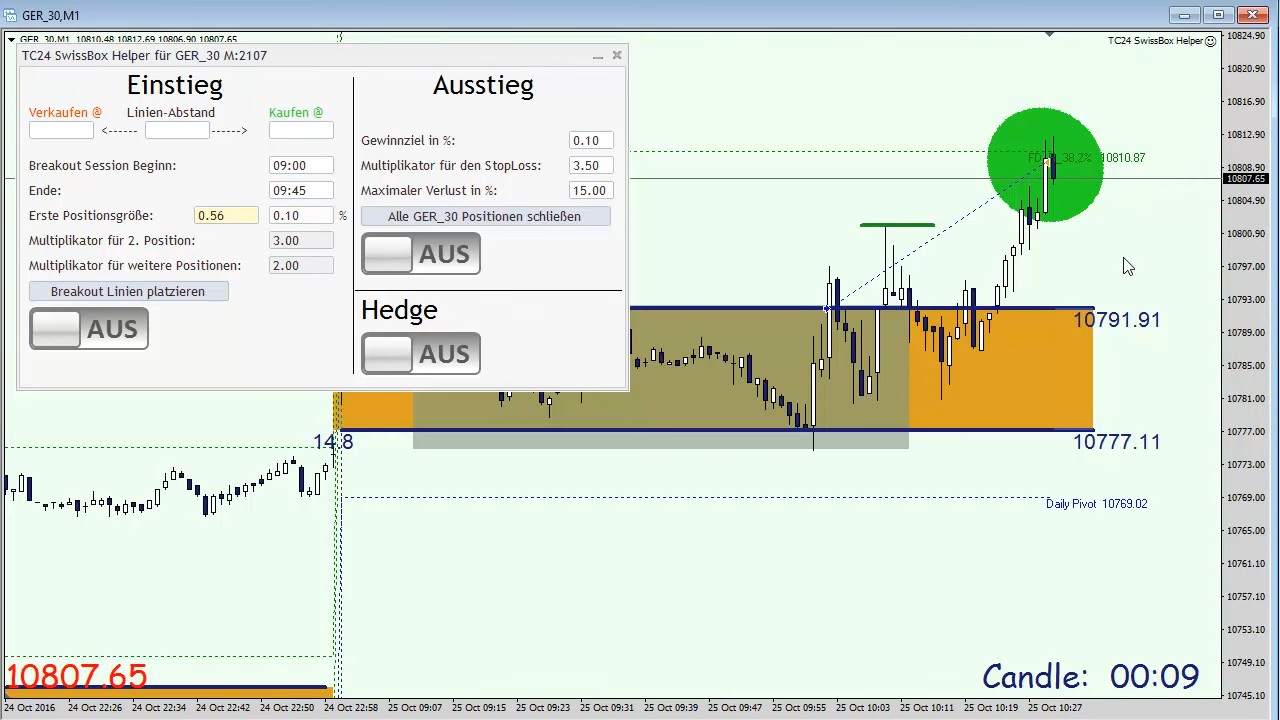 GER_30,M1
GER_30,M1 10810.48 10812.69 10806.90 10807.65
TC24 SwissBox Helper
TC24 SwissBox Helper für GER_30 M:2107
Einstieg
Verkaufen @ Linien-Abstand Kaufen @
<------ ------>
Breakout Session Beginn: 09:00
Ende: 09:45
Erste Positionsgröße: 0.56 0.10 %
Multiplikator für 2. Position: 3.00
Multiplikator für weitere Positionen: 2.00
Breakout Linien platzieren
AUS
Ausstieg
Gewinnziel in %: 0.10
Multiplikator für den StopLoss: 3.50
Maximaler Verlust in %: 15.00
Alle GER_30 Positionen schließen
AUS
Hedge
AUS
38,2% 10810.87
10791.91
14.8
10777.11
Daily Pivot 10769.02
10807.65
Candle: 00:09
10824.90
10820.90
10816.90
10812.90
10808.90
10807.65
10804.90
10800.90
10797.00
10793.00
10789.00
10785.00
10781.00
10777.00
10773.00
10769.00
10765.00
10761.00
10757.10
10753.10
10749.10
10745.10
24 Oct 2016 24 Oct 22:26 24 Oct 22:34 24 Oct 22:42 24 Oct 22:50 24 Oct 22:58 25 Oct 09:07 25 Oct 09:15 25 Oct 09:23 25 Oct 09:31 25 Oct 09:39 25 Oct 09:47 25 Oct 09:55 25 Oct 10:03 25 Oct 10:11 25 Oct 10:19 25 Oct 10:27